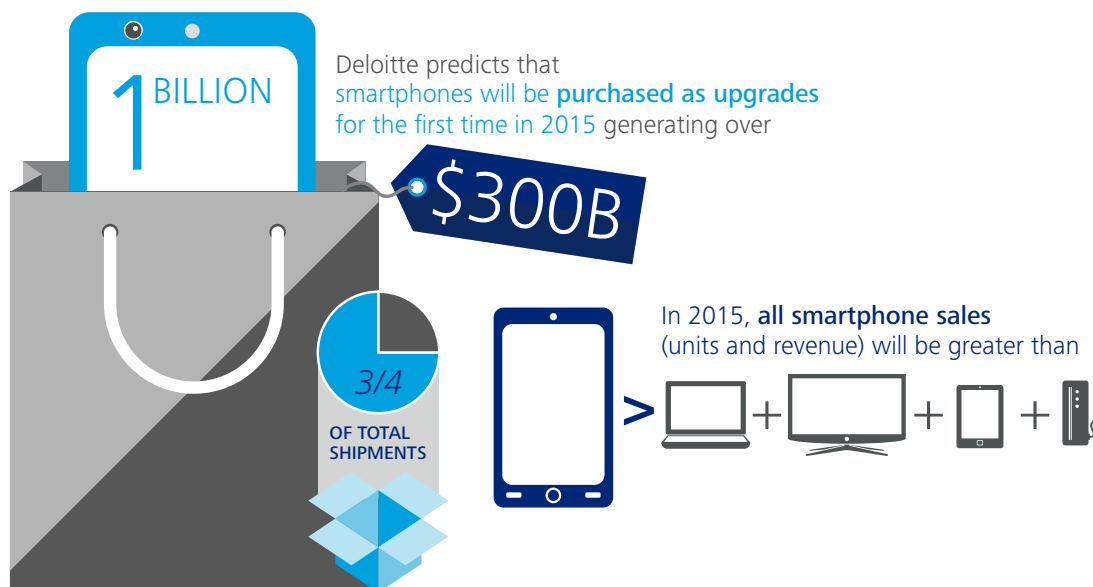 1 BILLION
Deloitte predicts that
smartphones will be purchased as upgrades
for the first time in 2015 generating over
$300B
3/4
OF TOTAL
SHIPMENTS
In 2015, all smartphone sales
(units and revenue) will be greater than
>
+ + +